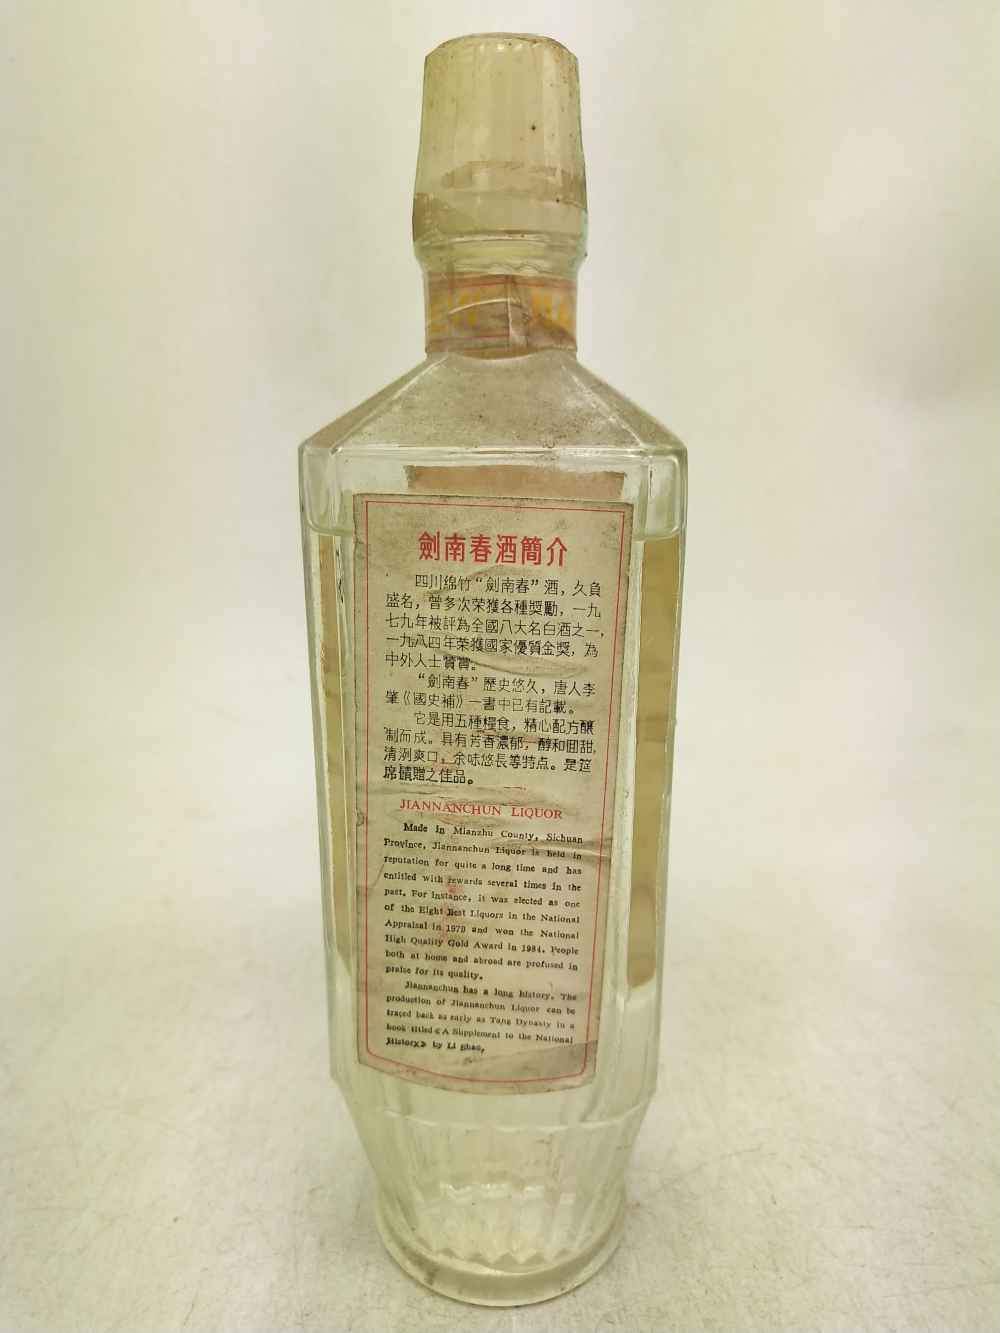 劍南春酒簡介
四川綿竹“劍南春”酒，久負
盛名，曾多次荣獲各種獎勵，一九
七九年被評為全國八大名白酒之一，
一九八四年荣獲國家優質金獎，為
中外人士贊賞。
“劍南春”歷史悠久，唐人李
肇《國史補》一書中已有記載。
它是用五種糧食，精心配方釀
制而成。具有芳香濃郁，醇和回甜，
清洌爽口，余味悠長等特点。是筵
席饋贈之佳品。
JIANNANCHUN LIQUOR
Made in Mianzhu County, Sichuan
Province, Jiannanchun Liquor is held in
reputation for quite a long time and has
entitled with rewards several times in the
past. For instance, it was elected as one
of the Eight Best Liquors in the National
Appraisal in 1979 and won the National
High Quality Gold Award in 1984. People
both at home and abroad are profused in
praise for its quality.
Jiannanchun has a long history. The
production of Jiannanchun Liquor can be
traced back as early as Tang Dynasty in a
book titled《A Supplement to the National
History》 by Li Shao.